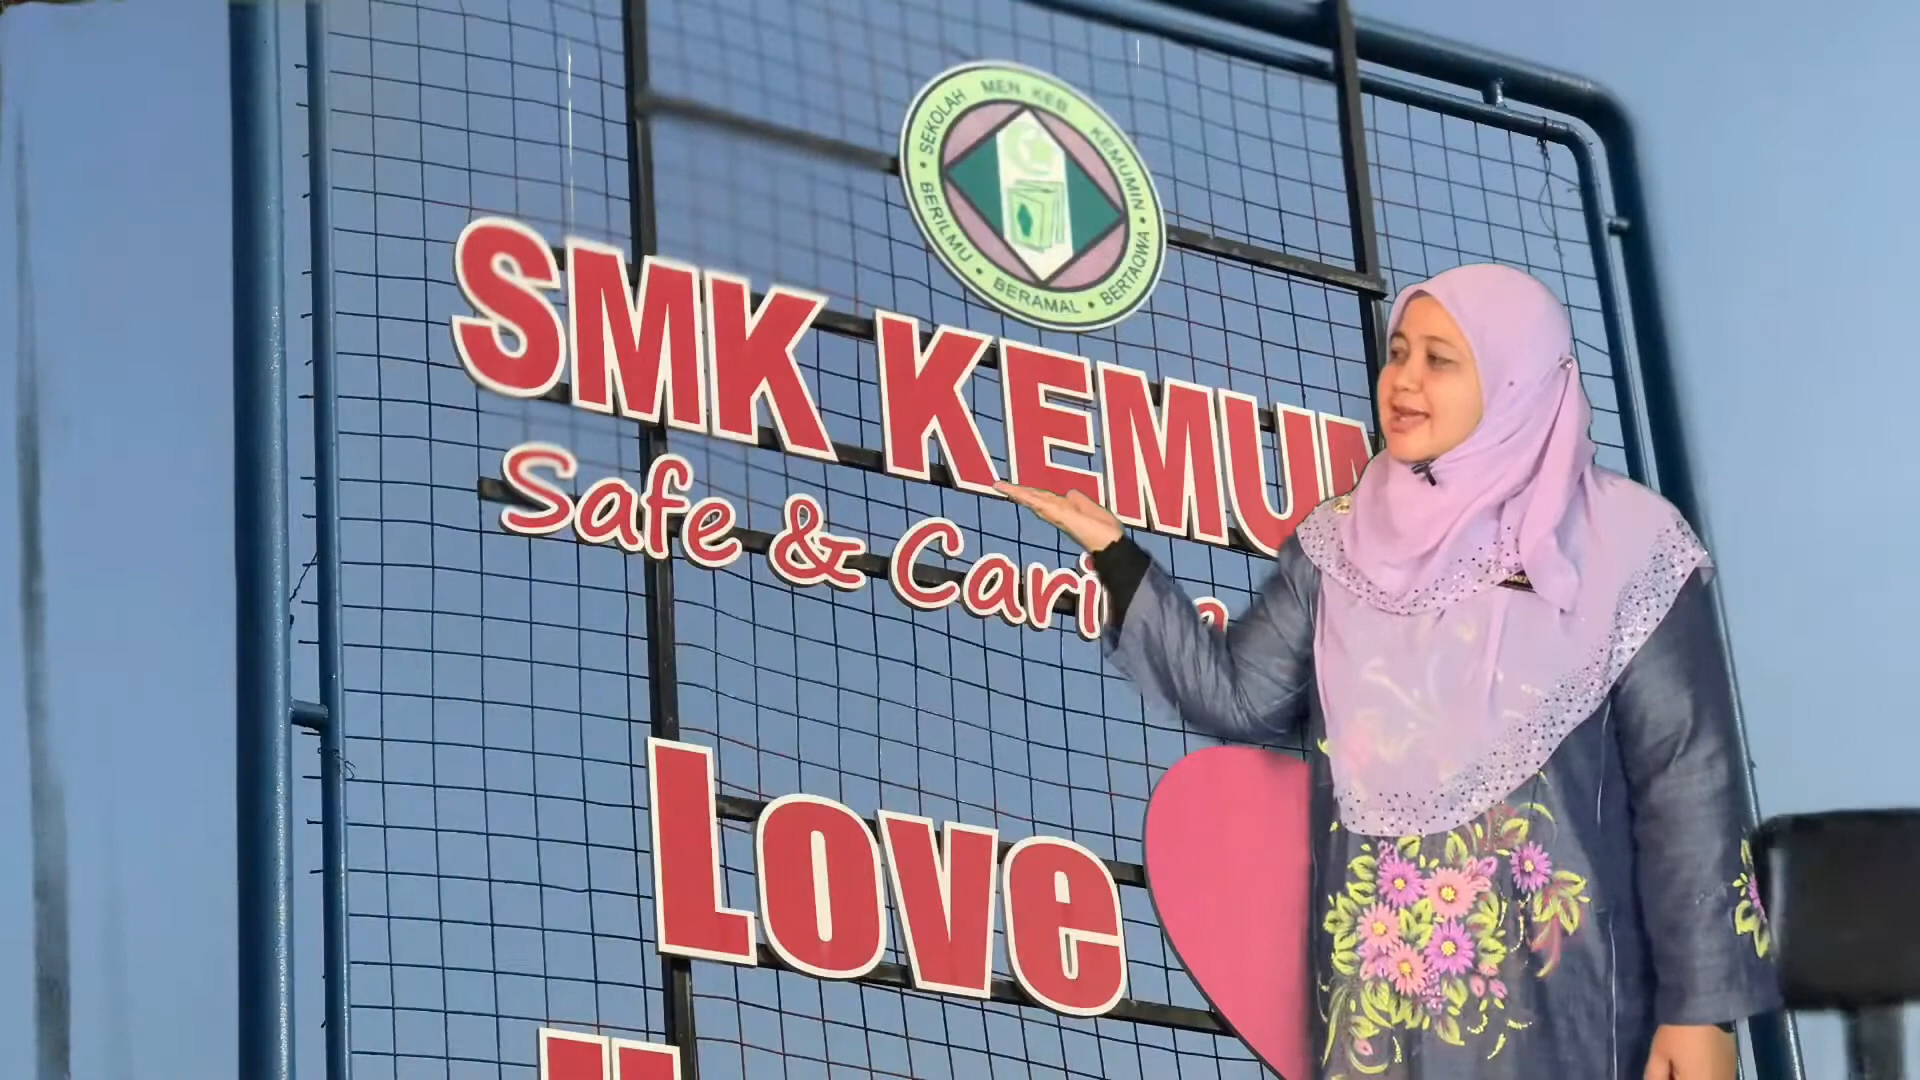 SEKOLAH MEN. KEB. KEMUMIN
BERILMU • BERAMAL • BERTAQWA
SMK KEMUM
Safe & Cari
Love